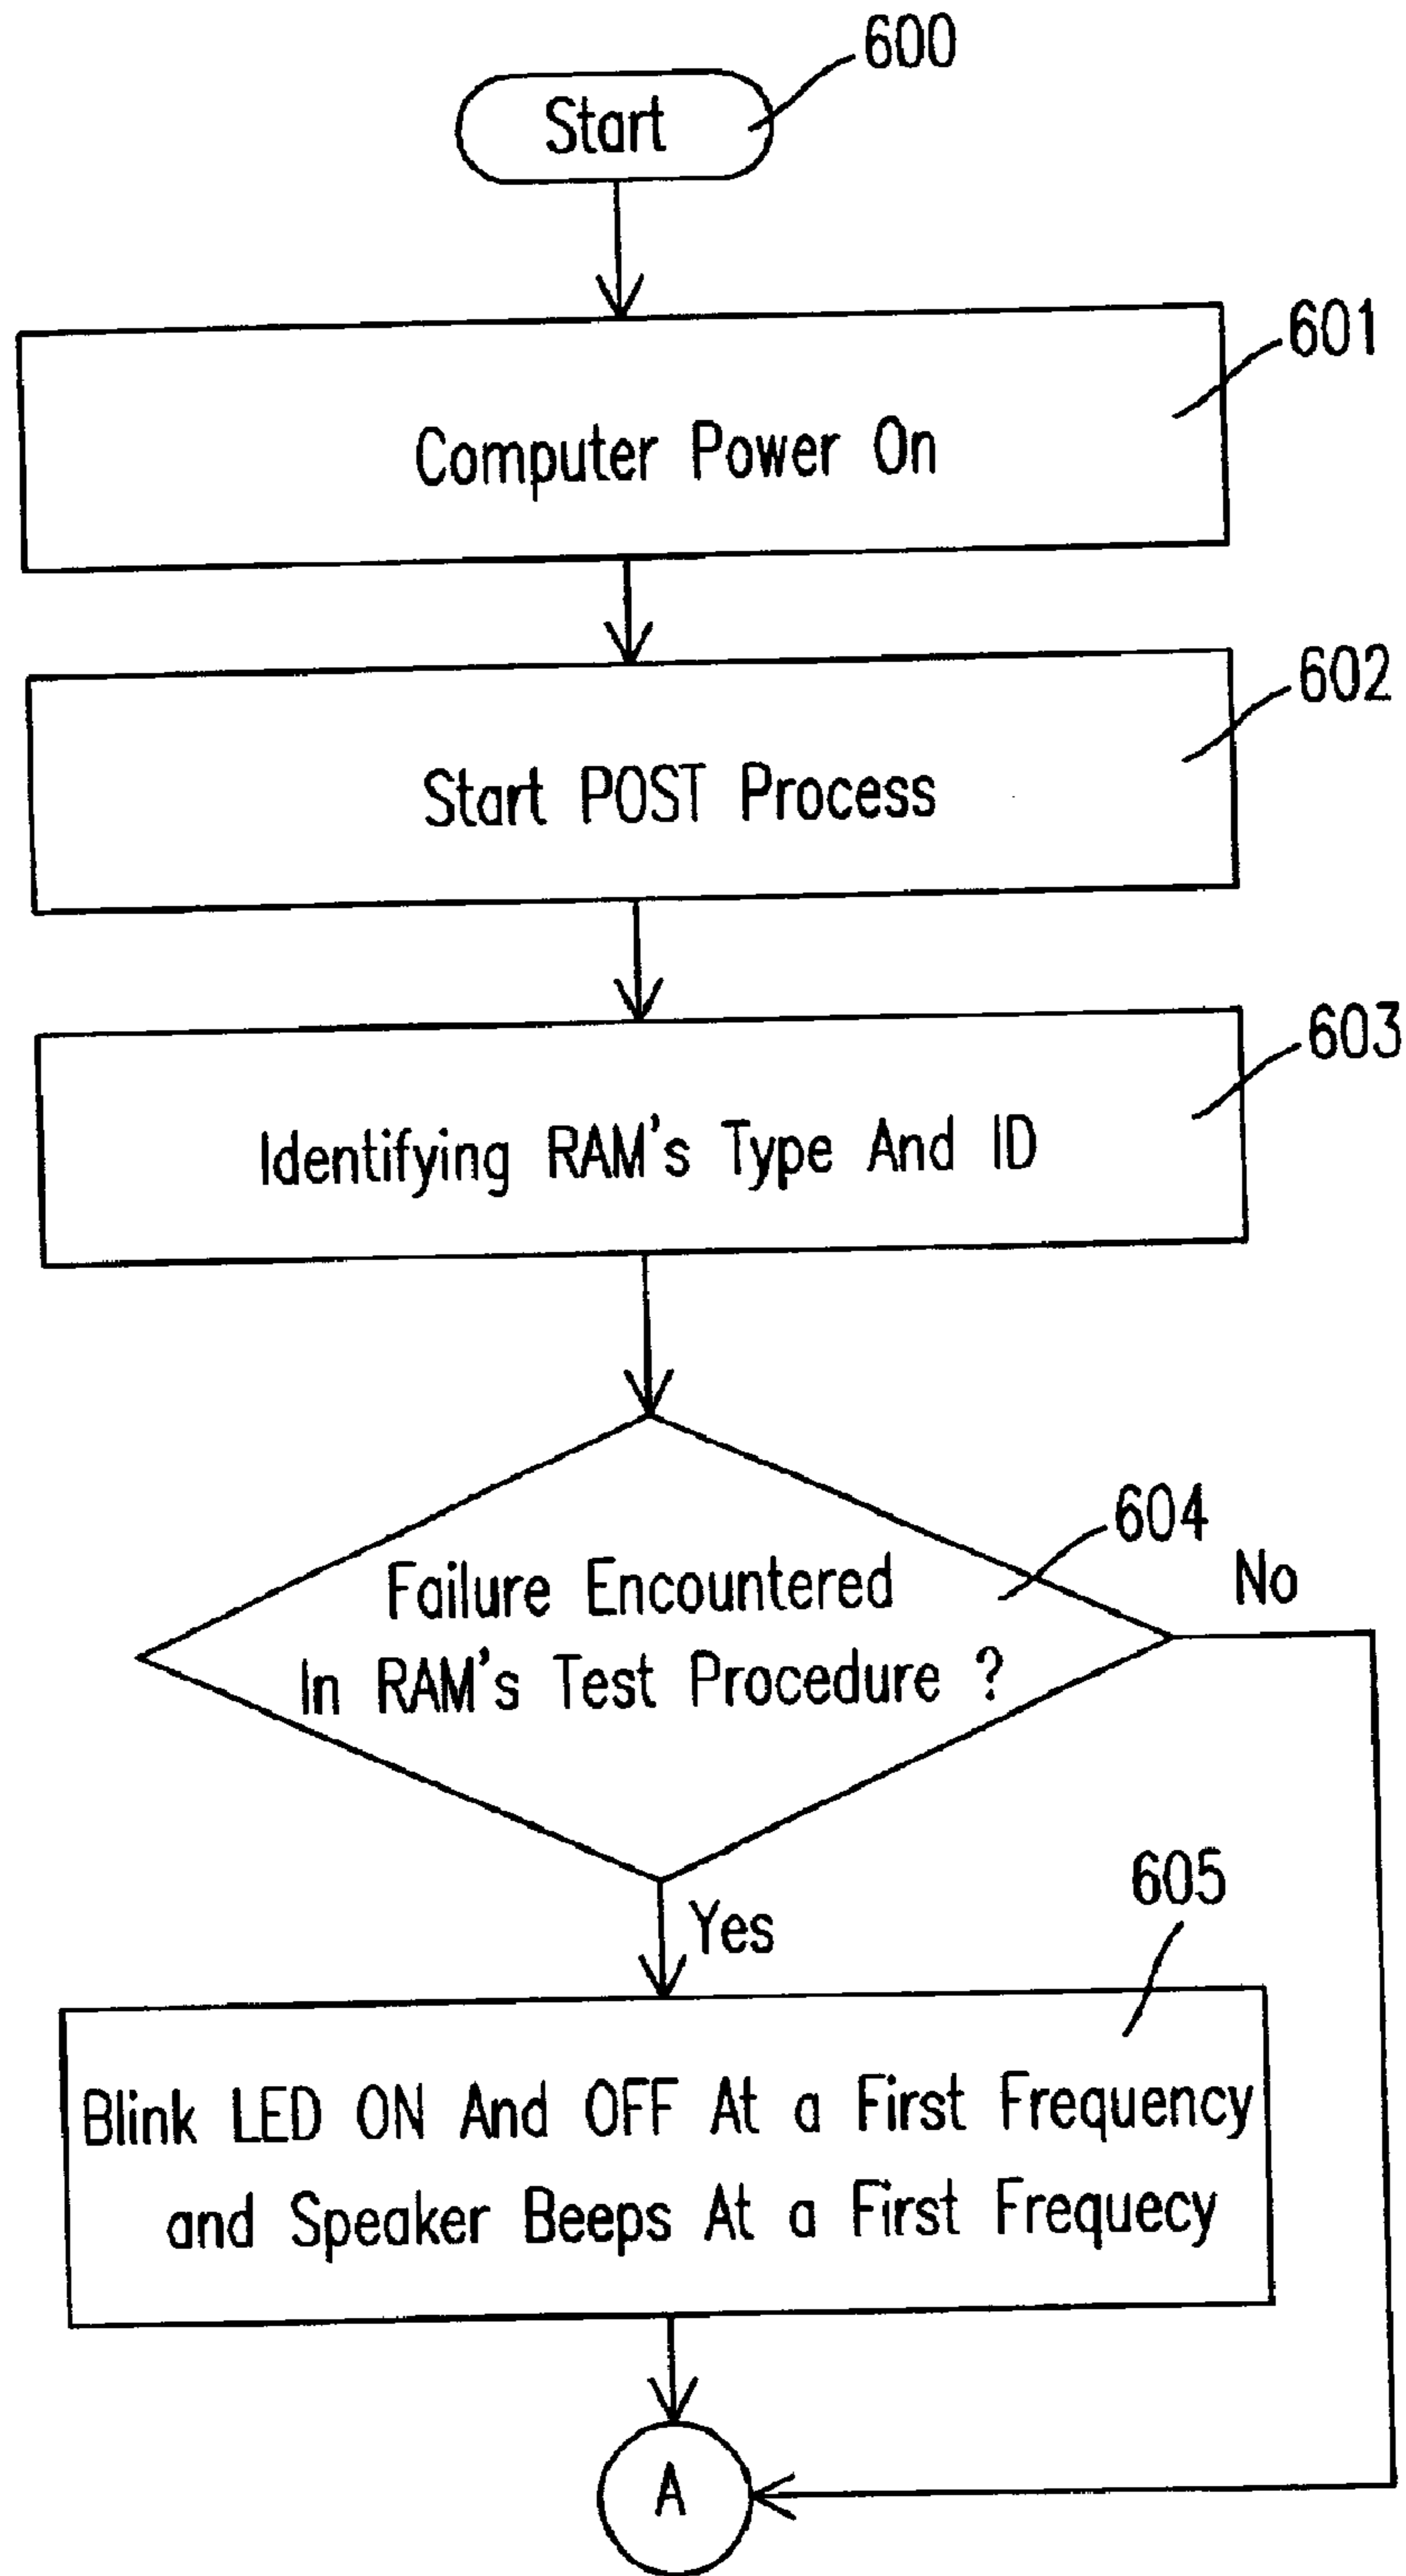 600
Start
601
Computer Power On
602
Start POST Process
603
Identifying RAM's Type And ID
604
No
Failure Encountered
In RAM's Test Procedure ?
605
Yes
Blink LED ON And OFF At a First Frequency
and Speaker Beeps At a First Frequecy
A